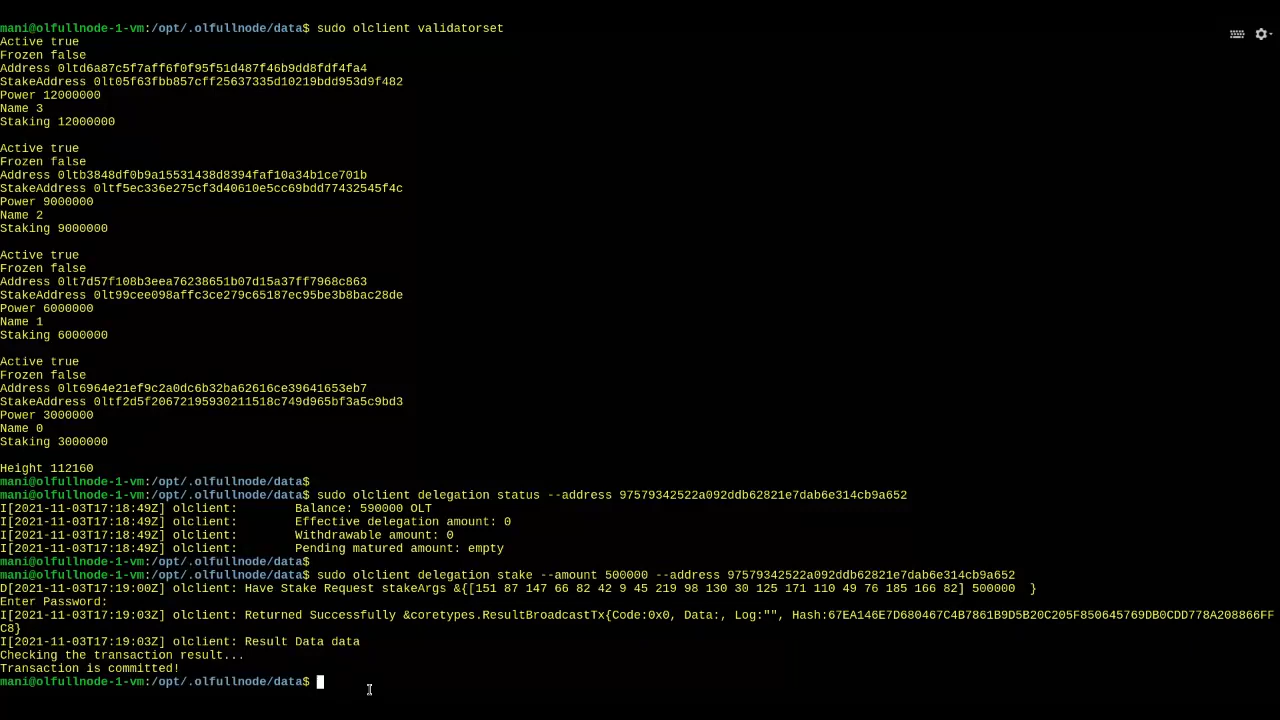 mani@olfullnode-1-vm:/opt/.olfullnode/data$ sudo olclient validatorset
Active true
Frozen false
Address 0ltd6a87c5f7aff6f0f95f51d487f46b9dd8fdf4fa4
StakeAddress 0lt05f63fbb857cff25637335d10219bdd953d9f482
Power 12000000
Name 3
Staking 12000000

Active true
Frozen false
Address 0ltb3848df0b9a15531438d8394faf10a34b1ce701b
StakeAddress 0ltf5ec336e275cf3d40610e5cc69bdd77432545f4c
Power 9000000
Name 2
Staking 9000000

Active true
Frozen false
Address 0lt7d57f108b3eea76238651b07d15a37ff7968c863
StakeAddress 0lt99cee098affc3ce279c65187ec95be3b8bac28de
Power 6000000
Name 1
Staking 6000000

Active true
Frozen false
Address 0lt6964e21ef9c2a0dc6b32ba62616ce39641653eb7
StakeAddress 0ltf2d5f20672195930211518c749d965bf3a5c9bd3
Power 3000000
Name 0
Staking 3000000

Height 112160
mani@olfullnode-1-vm:/opt/.olfullnode/data$
mani@olfullnode-1-vm:/opt/.olfullnode/data$ sudo olclient delegation status --address 97579342522a092ddb62821e7dab6e314cb9a652
I[2021-11-03T17:18:49Z] olclient:        Balance: 590000 OLT
I[2021-11-03T17:18:49Z] olclient:        Effective delegation amount: 0
I[2021-11-03T17:18:49Z] olclient:        Withdrawable amount: 0
I[2021-11-03T17:18:49Z] olclient:        Pending matured amount: empty
mani@olfullnode-1-vm:/opt/.olfullnode/data$
mani@olfullnode-1-vm:/opt/.olfullnode/data$ sudo olclient delegation stake --amount 500000 --address 97579342522a092ddb62821e7dab6e314cb9a652
D[2021-11-03T17:19:00Z] olclient: Have Stake Request stakeArgs &{[151 87 147 66 82 42 9 45 219 98 130 30 125 171 110 49 76 185 166 82] 500000  }
Enter Password:
I[2021-11-03T17:19:03Z] olclient: Returned Successfully &coretypes.ResultBroadcastTx{Code:0x0, Data:, Log:"", Hash:67EA146E7D680467C4B7861B9D5B20C205F850645769DB0CDD778A208866FF
C8}
I[2021-11-03T17:19:03Z] olclient: Result Data data
Checking the transaction result...
Transaction is committed!
mani@olfullnode-1-vm:/opt/.olfullnode/data$